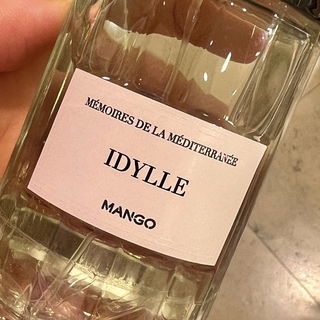 MÉMOIRES DE LA MÉDITERRANÉE
IDYLLE
MANGO